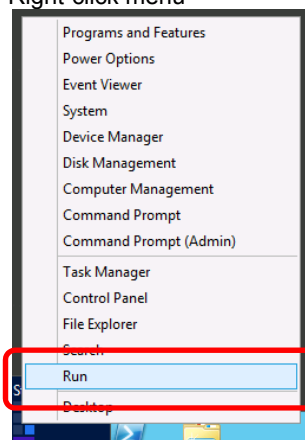 Right-click menu
Programs and Features
Power Options
Event Viewer
System
Device Manager
Disk Management
Computer Management
Command Prompt
Command Prompt (Admin)
Task Manager
Control Panel
File Explorer
Search
Run
Desktop